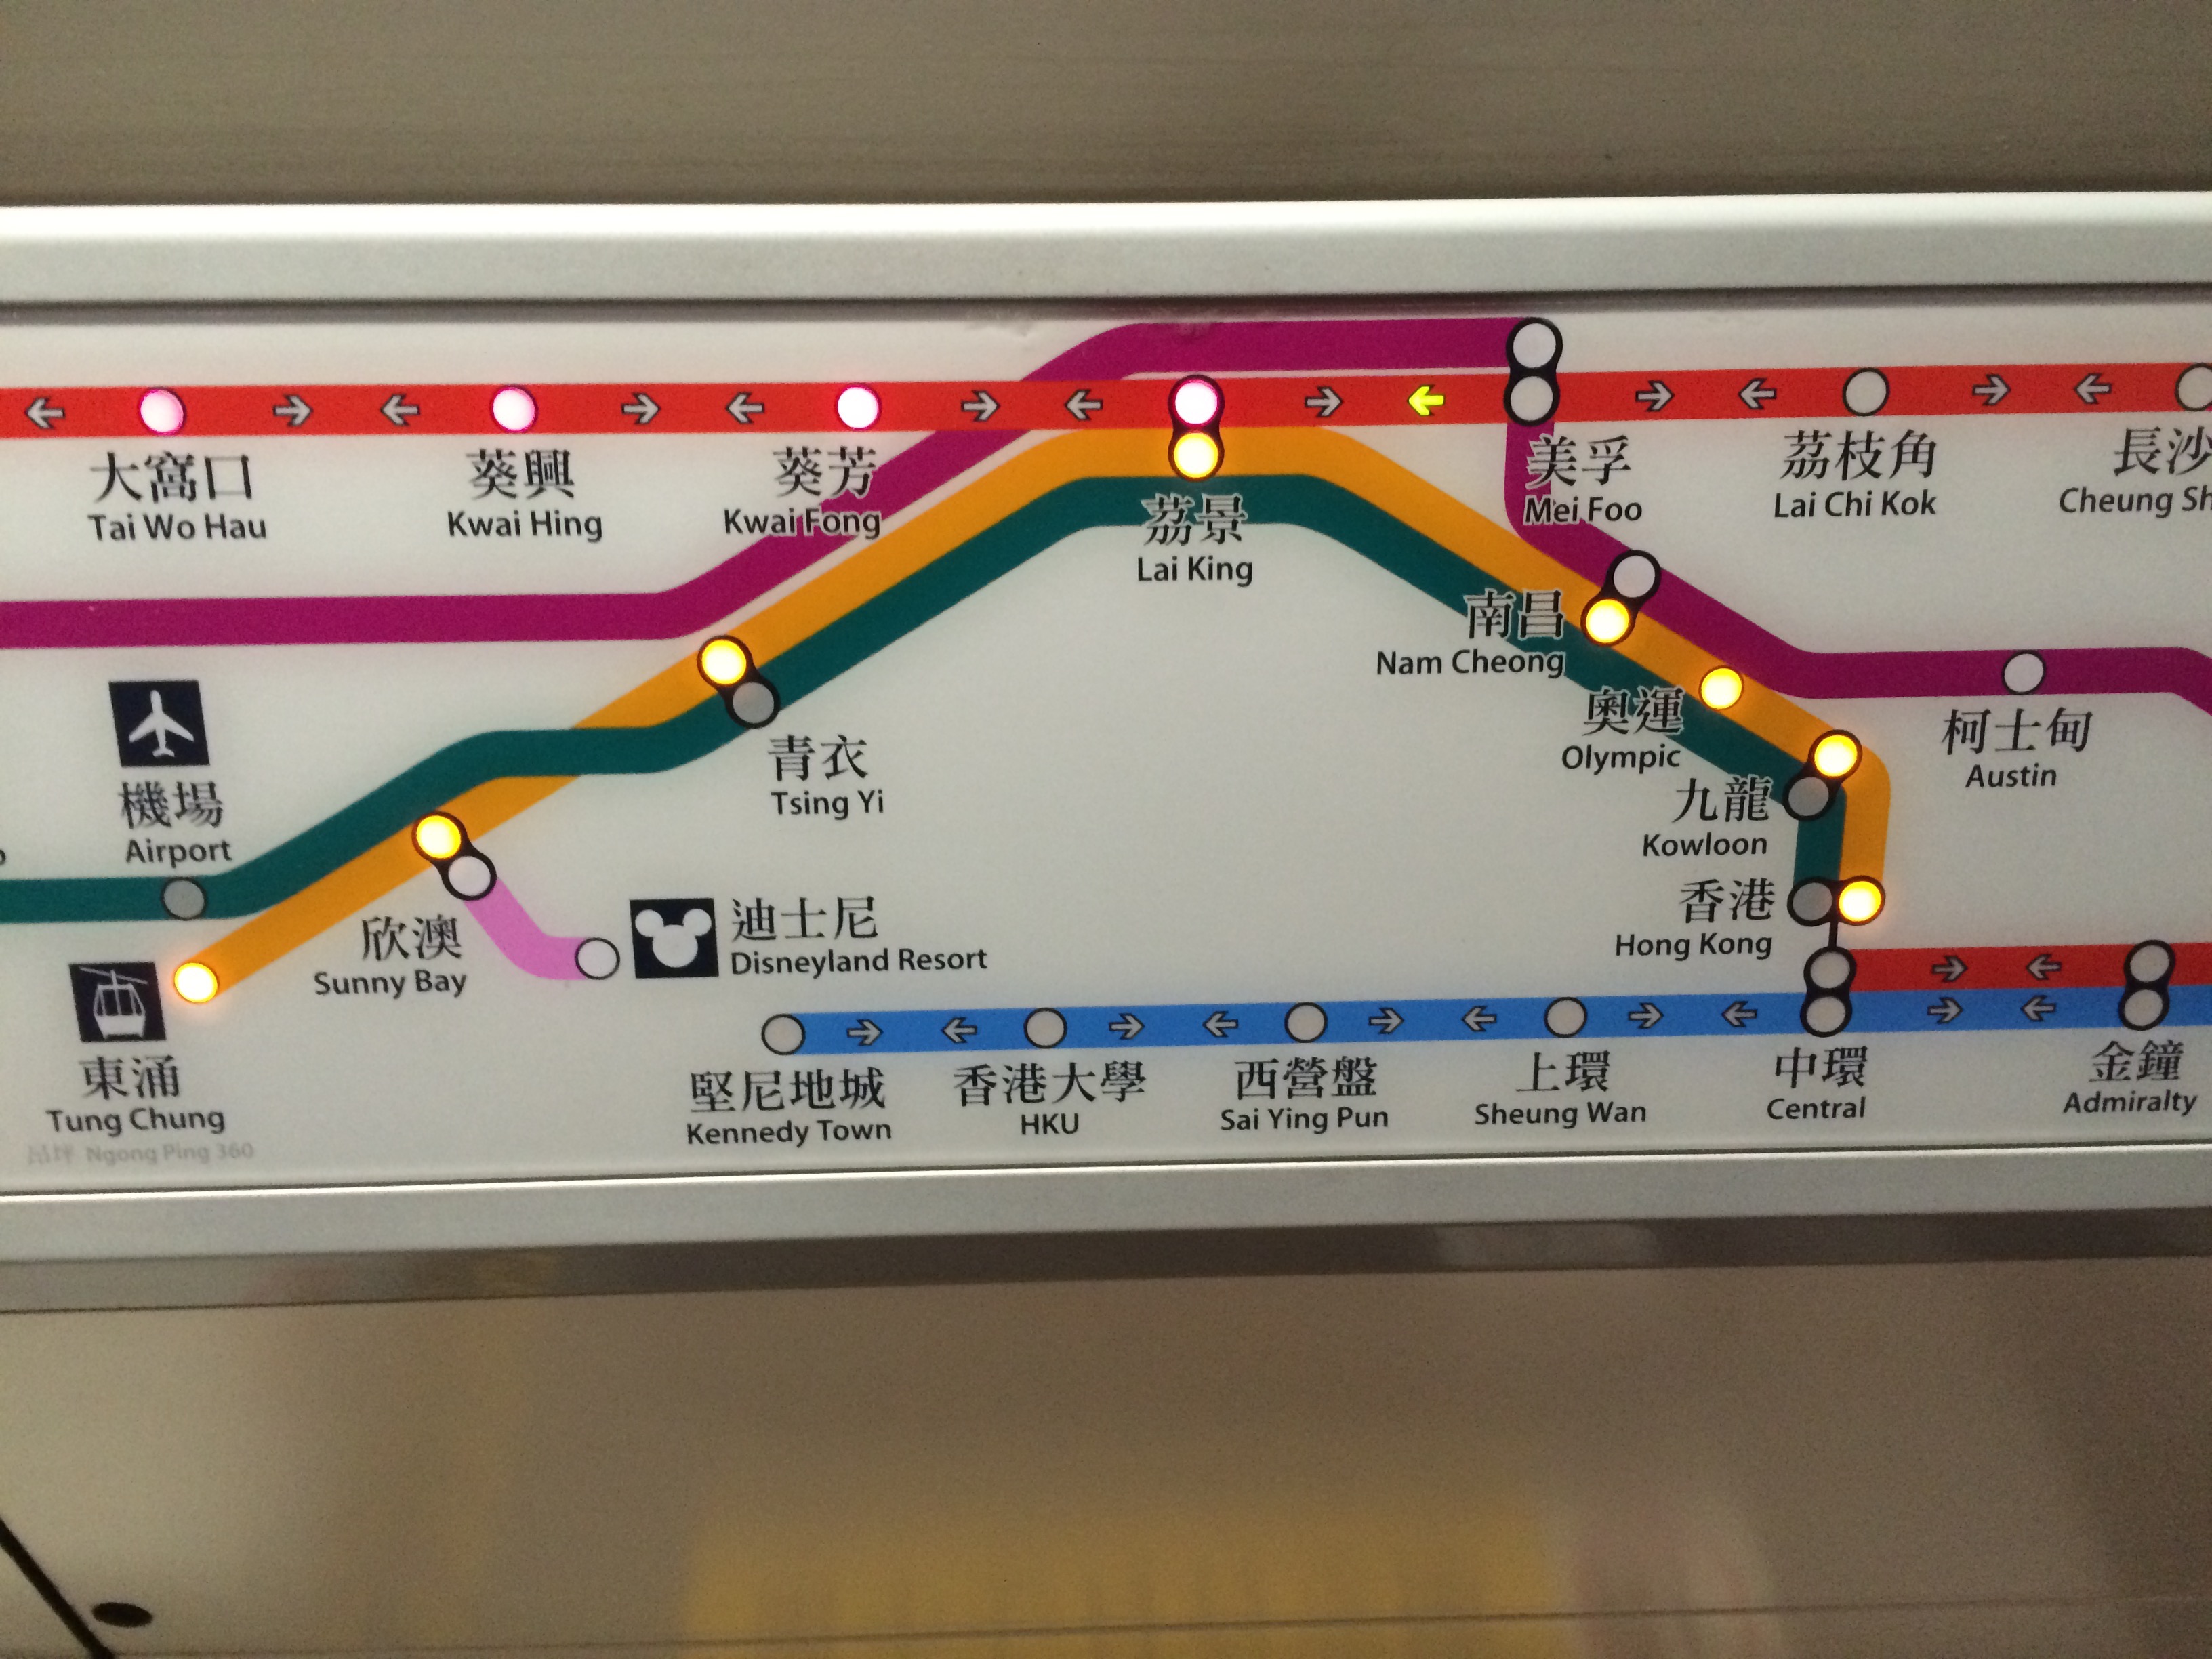 大窩口
Tai Wo Hau
葵興
Kwai Hing
葵芳
Kwai Fong
荔景
Lai King
美孚
Mei Foo
荔枝角
Lai Chi Kok
長沙
Cheung Sh
南昌
Nam Cheong
奧運
Olympic
柯士甸
Austin
機場
Airport
青衣
Tsing Yi
九龍
Kowloon
香港
Hong Kong
欣澳
Sunny Bay
迪士尼
Disneyland Resort
東涌
Tung Chung
昂坪 Ngong Ping 360
堅尼地城
Kennedy Town
香港大學
HKU
西營盤
Sai Ying Pun
上環
Sheung Wan
中環
Central
金鐘
Admiralty